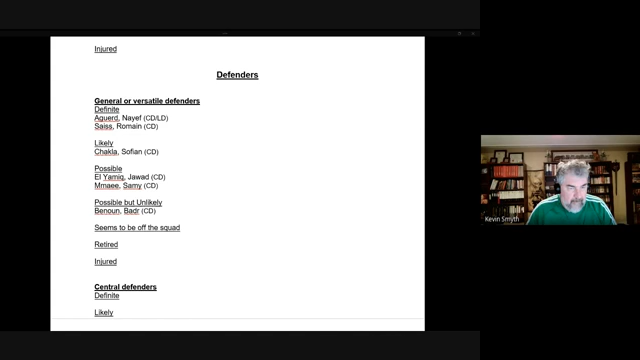 Injured
Defenders
General or versatile defenders
Definite
Aguerd, Nayef (CD/LD)
Saiss, Romain (CD)
Likely
Chakla, Sofian (CD)
Possible
El Yamiq, Jawad (CD)
Mmaee, Samy (CD)
Possible but Unlikely
Benoun, Badr (CD)
Seems to be off the squad
Retired
Injured
Central defenders
Definite
Likely
Kevin Smyth